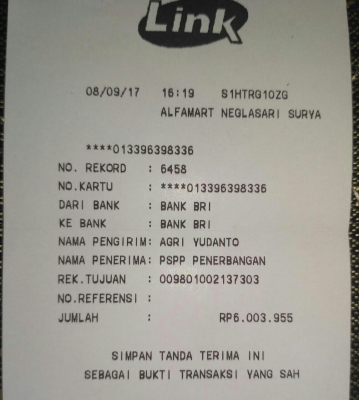 Link
08/09/17 16:19 S1HTRG10ZG
ALFAMART NEGLASARI SURYA
****013396398336
NO. REKORD : 6458
NO.KARTU : ****013396398336
DARI BANK : BANK BRI
KE BANK : BANK BRI
NAMA PENGIRIM: AGRI YUDANTO
NAMA PENERIMA: PSPP PENERBANGAN
REK.TUJUAN : 009801002137303
NO.REFERENSI :
JUMLAH : RP6.003.955
SIMPAN TANDA TERIMA INI
SEBAGAI BUKTI TRANSAKSI YANG SAH